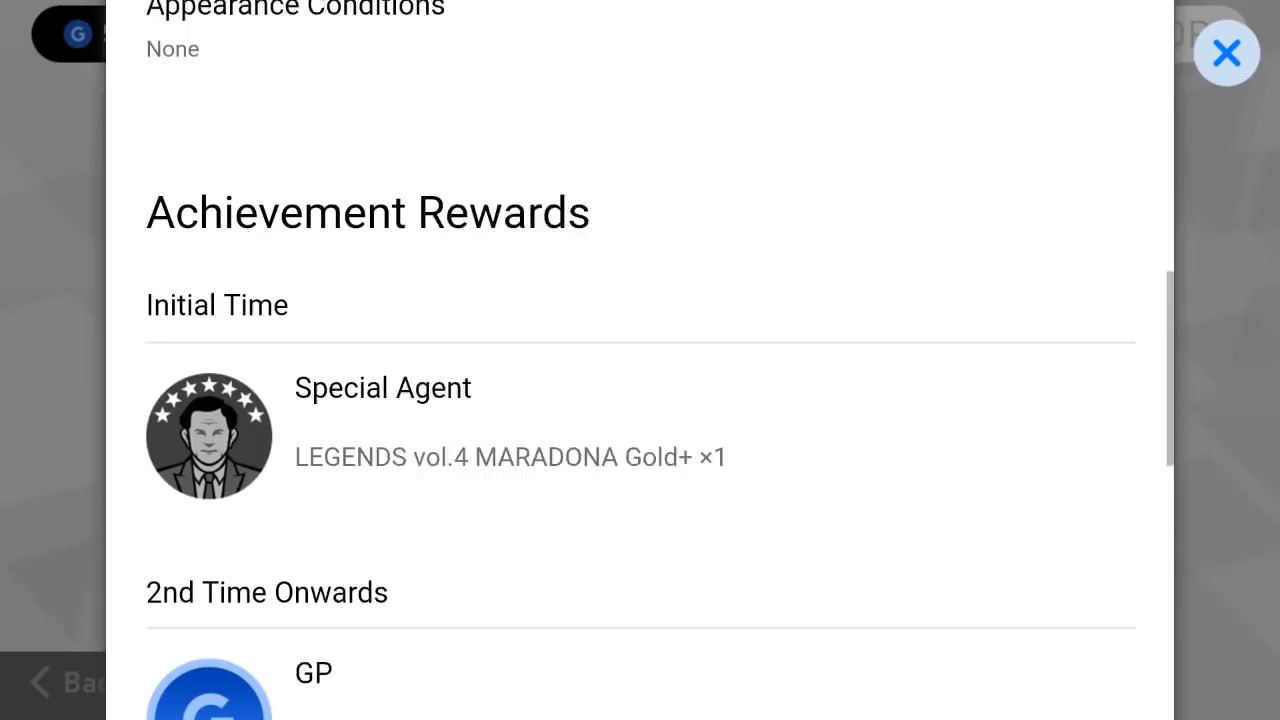 Appearance Conditions
None
Achievement Rewards
Initial Time
Special Agent
LEGENDS vol.4 MARADONA Gold+ ×1
2nd Time Onwards
GP
G